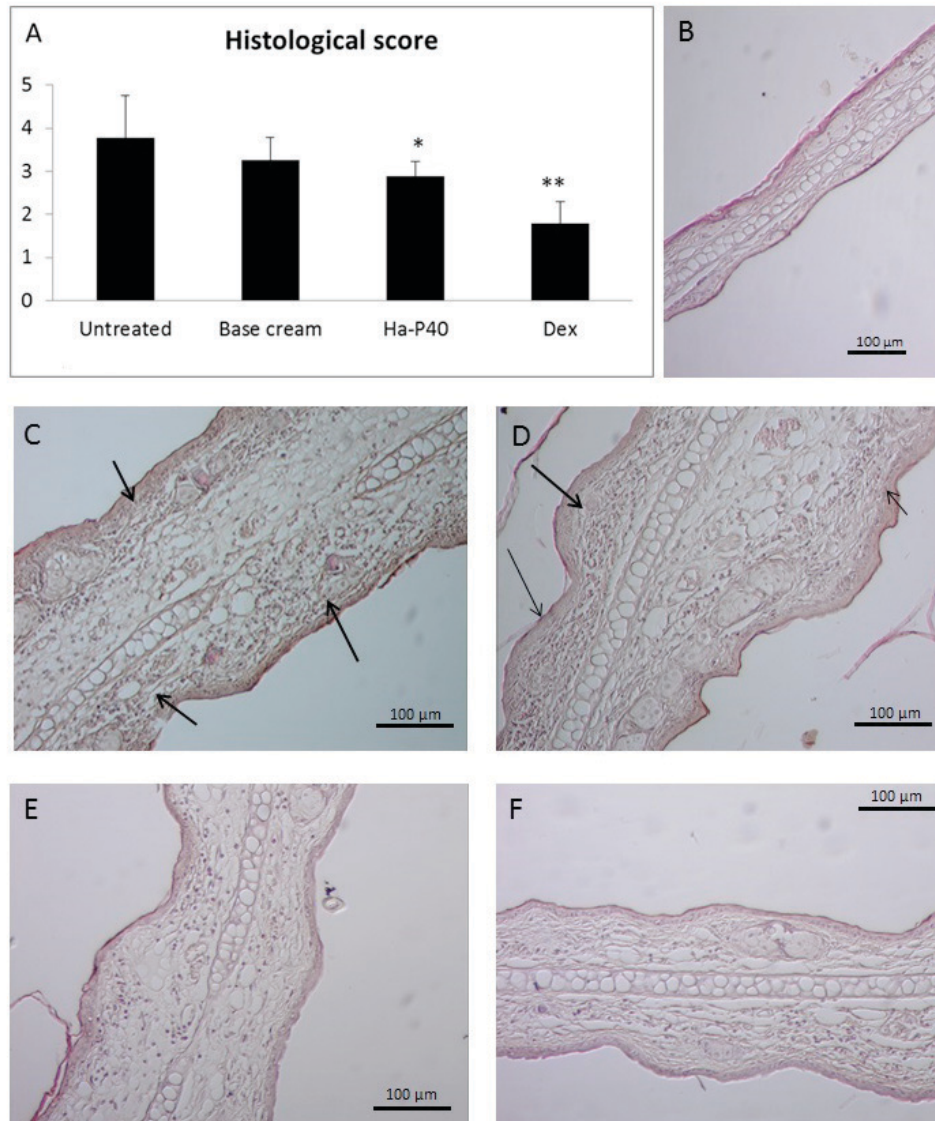 A
Histological score
5
4
3
2
1
0
*
**
Untreated
Base cream
Ha-P40
Dex
B
100 µm
C
100 µm
D
100 µm
E
100 µm
F
100 µm